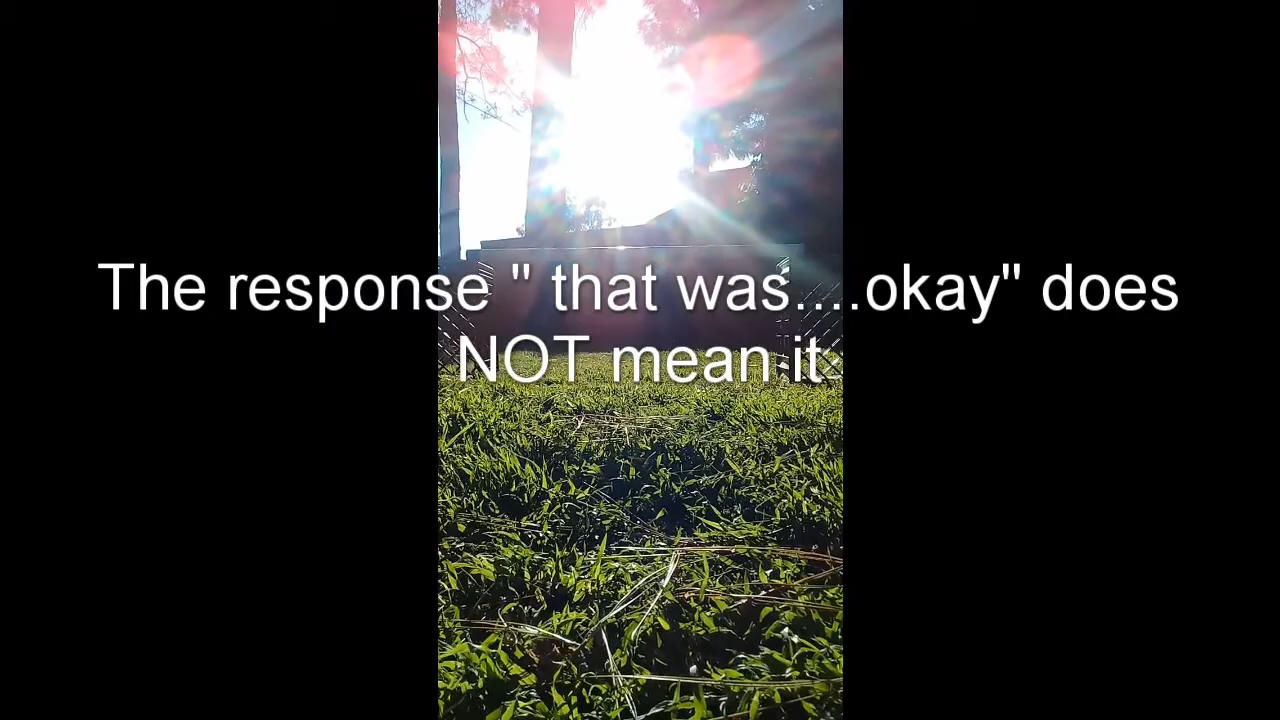 The response " that was....okay" does
NOT mean it